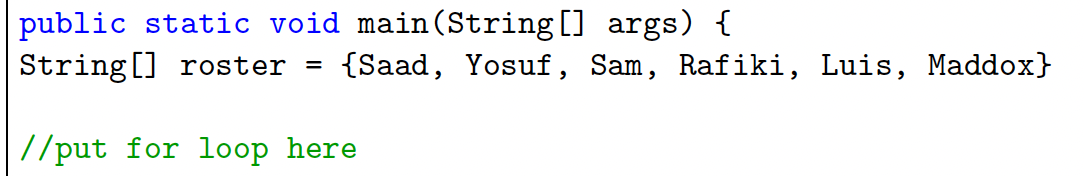 public static void main(String[] args) {
String[] roster = {Saad, Yosuf, Sam, Rafiki, Luis, Maddox}
//put for loop here